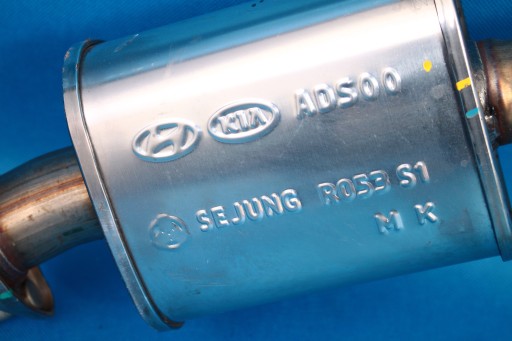 KIA ADS00
SEJUNG R053 S1
M K